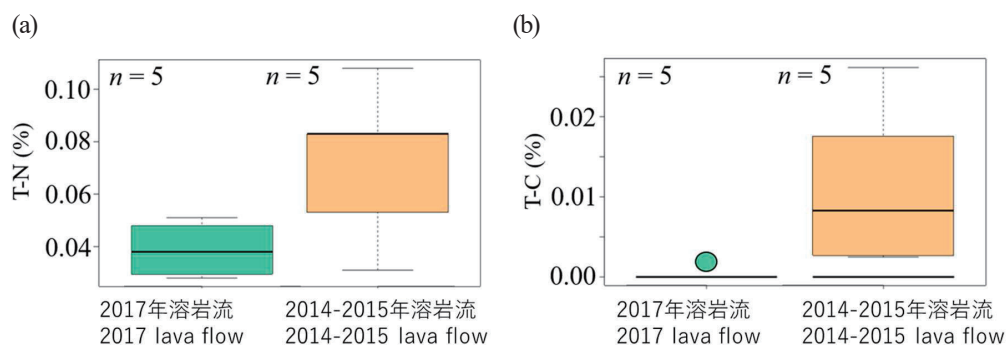 (a)
n = 5
n = 5
T-N (%)
0.10
0.08
0.06
0.04
2017年溶岩流
2017 lava flow
2014-2015年溶岩流
2014-2015 lava flow
(b)
n = 5
n = 5
T-C (%)
0.02
0.01
0.00
2017年溶岩流
2017 lava flow
2014-2015年溶岩流
2014-2015 lava flow